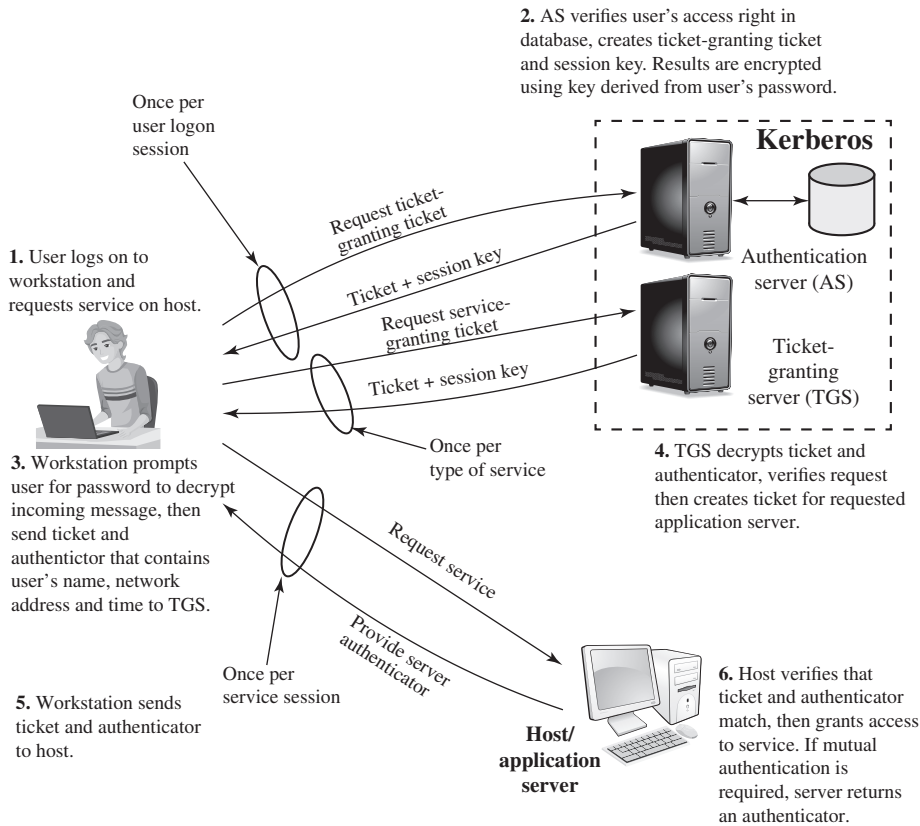 2. AS verifies user's access right in
database, creates ticket-granting ticket
and session key. Results are encrypted
using key derived from user's password.
Once per
user logon
session
Kerberos
Request ticket-
granting ticket
Ticket + session key
Authentication
server (AS)
1. User logs on to
workstation and
requests service on host.
Request service-
granting ticket
Ticket + session key
Ticket-
granting
server (TGS)
Once per
type of service
4. TGS decrypts ticket and
authenticator, verifies request
then creates ticket for requested
application server.
3. Workstation prompts
user for password to decrypt
incoming message, then
send ticket and
authentictor that contains
user's name, network
address and time to TGS.
Request service
Provide server
authenticator
Once per
service session
5. Workstation sends
ticket and authenticator
to host.
Host/
application
server
6. Host verifies that
ticket and authenticator
match, then grants access
to service. If mutual
authentication is
required, server returns
an authenticator.